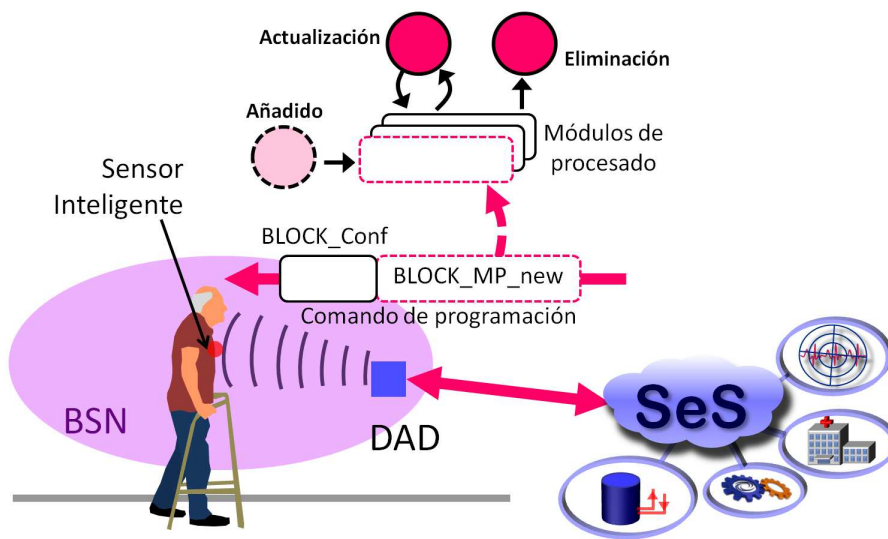 Actualización
Eliminación
Añadido
Módulos de
procesado
Sensor
Inteligente
BLOCK_Conf
BLOCK_MP_new
Comando de programación
BSN
DAD
SeS